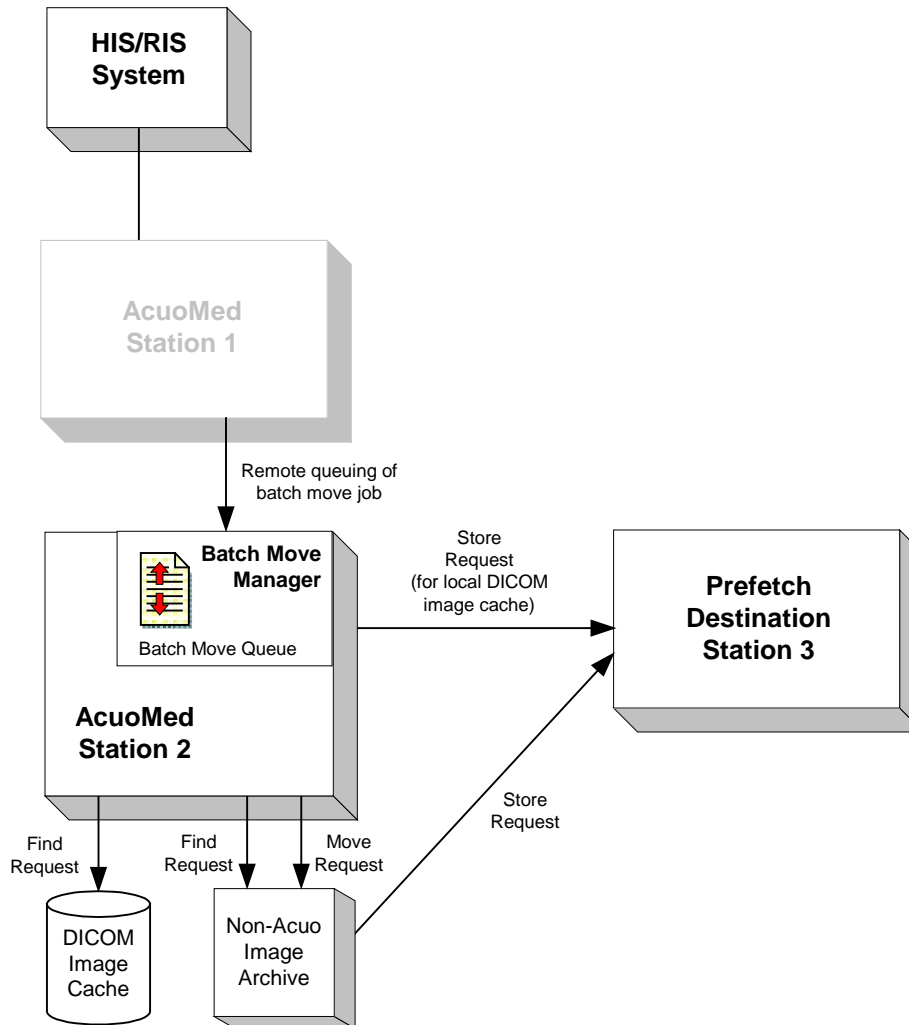 HIS/RIS
System
AcuoMed
Station 1
Remote queuing of
batch move job
Batch Move
Manager
Batch Move Queue
AcuoMed
Station 2
Store
Request
(for local DICOM
image cache)
Prefetch
Destination
Station 3
Store
Request
Find
Request
Find
Request
Move
Request
DICOM
Image
Cache
Non-Acuo
Image
Archive